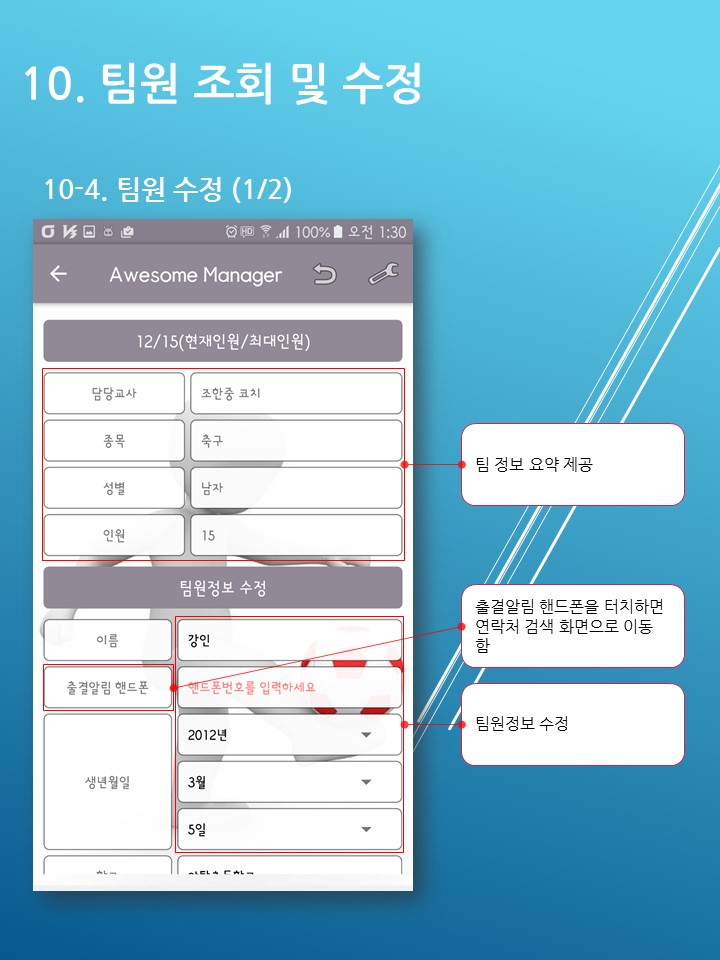 10. 팀원 조회 및 수정
10-4. 팀원 수정 (1/2)
HD 100% 오전 1:30
Awesome Manager
12/15(현재인원/최대인원)
담당교사 조한중 코치
종목 축구
성별 남자
인원 15
팀 정보 요약 제공
팀원정보 수정
이름 강인
출결알림 핸드폰 핸드폰번호를 입력하세요
생년월일
2012년
3월
5일
출결알림 핸드폰을 터치하면
연락처 검색 화면으로 이동
함
팀원정보 수정